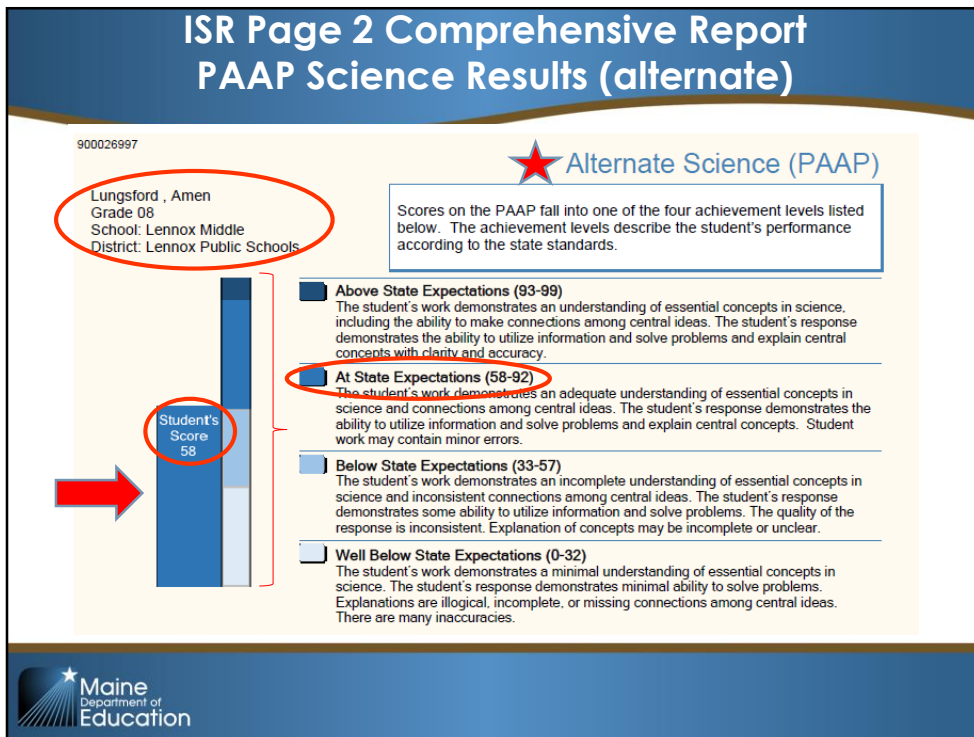 ISR Page 2 Comprehensive Report
PAAP Science Results (alternate)
900026997
Alternate Science (PAAP)
Lungsford , Amen
Grade 08
School: Lennox Middle
District: Lennox Public Schools
Scores on the PAAP fall into one of the four achievement levels listed
below. The achievement levels describe the student's performance
according to the state standards.
Above State Expectations (93-99)
The student's work demonstrates an understanding of essential concepts in science,
including the ability to make connections among central ideas. The student's response
demonstrates the ability to utilize information and solve problems and explain central
concepts with clarity and accuracy.
At State Expectations (58-92)
The student's work demonstrates an adequate understanding of essential concepts in
science and connections among central ideas. The student's response demonstrates the
ability to utilize information and solve problems and explain central concepts. Student
work may contain minor errors.
Student's
Score
58
Below State Expectations (33-57)
The student's work demonstrates an incomplete understanding of essential concepts in
science and inconsistent connections among central ideas. The student's response
demonstrates some ability to utilize information and solve problems. The quality of the
response is inconsistent. Explanation of concepts may be incomplete or unclear.
Well Below State Expectations (0-32)
The student's work demonstrates a minimal understanding of essential concepts in
science. The student's response demonstrates minimal ability to solve problems.
Explanations are illogical, incomplete, or missing connections among central ideas.
There are many inaccuracies.
Maine
Department of
Education